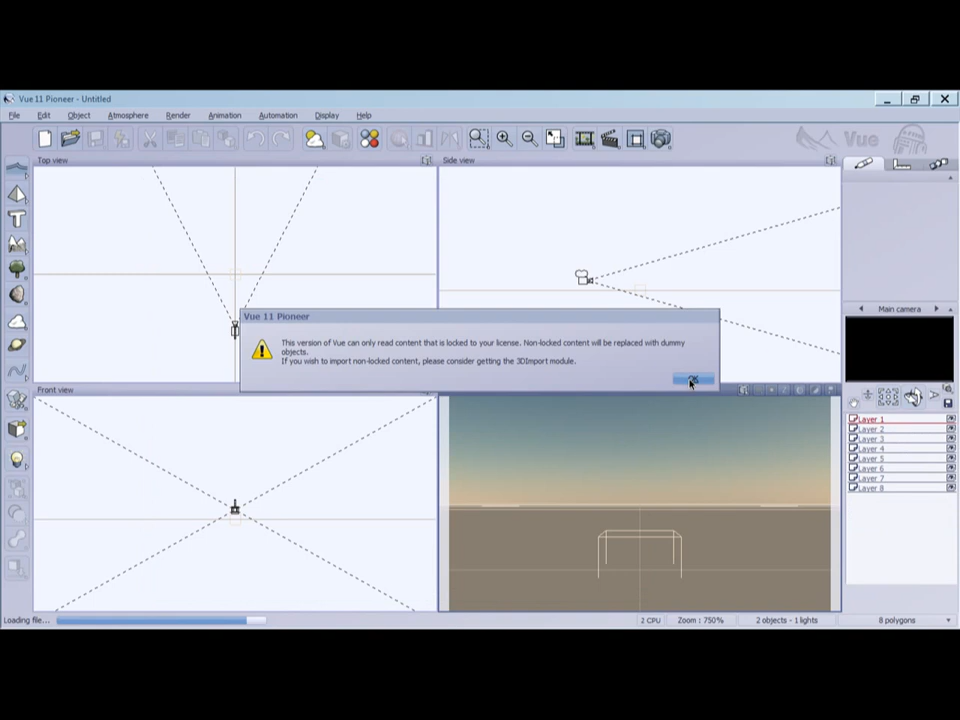 Vue 11 Pioneer - Untitled
File Edit Object Atmosphere Render Animation Automation Display Help
Vue
Top view
Side view
Main camera
Vue 11 Pioneer
This version of Vue can only read content that is locked to your license. Non-locked content will be replaced with dummy
objects.
If you wish to import non-locked content, please consider getting the 3DImport module.
Front view
Layer 1
Layer 2
Layer 3
Layer 4
Layer 5
Layer 6
Layer 7
Layer 8
Loading file... 2 CPU Zoom : 750% 2 objects - 1 lights 8 polygons